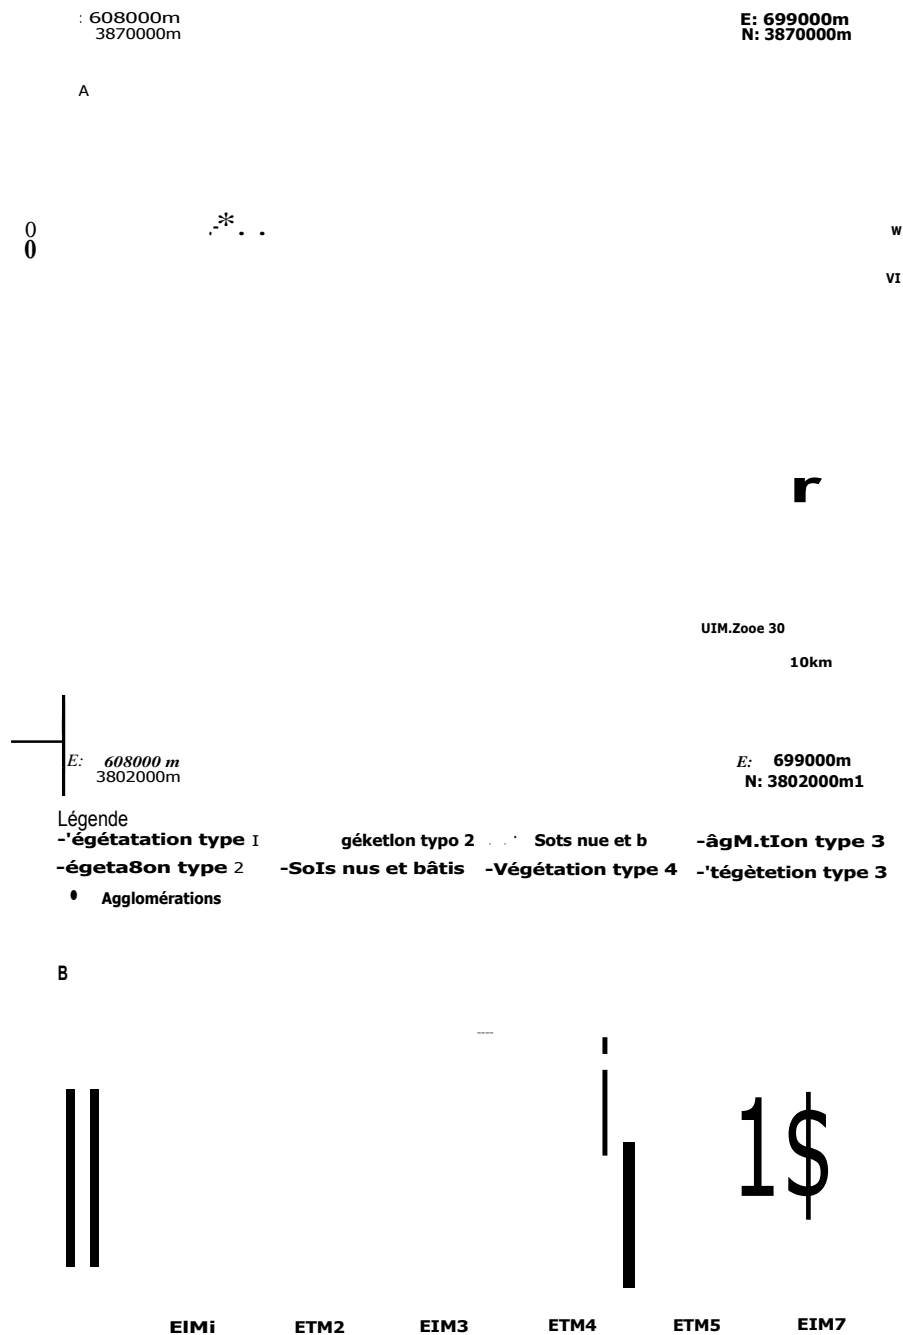 : 608000m E: 699000m
3870000m N: 3870000m
A
0 .-*. . W
0
VI
r
UIM.Zooe 30
10km
E: 608000 m E: 699000m
3802000m N: 3802000m1
Légende
-'égétatation type I géketlon typo 2 . . · Sots nue et b -âgM.tIon type 3
-égeta8on type 2 -SoIs nus et bâtis -Végétation type 4 -'tégètetion type 3
• Agglomérations
B
----
1$
ElMi ETM2 EIM3 ETM4 ETM5 EIM7